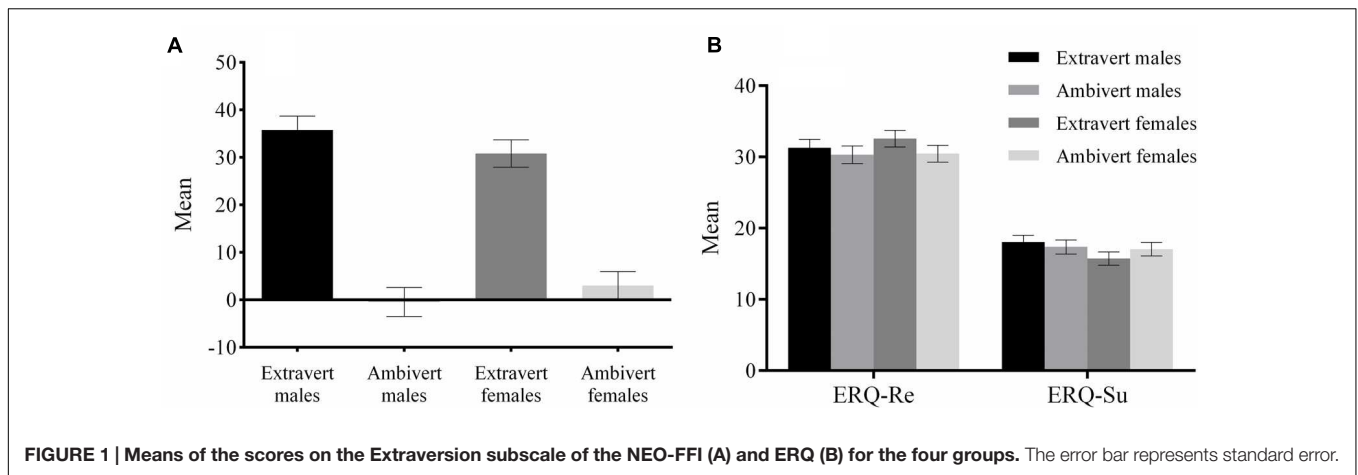 A
50
40
30
20
10
0
-10
Mean
Extravert males
Ambivert males
Extravert females
Ambivert females
B
40
30
20
10
0
Mean
ERQ-Re
ERQ-Su
Extravert males
Ambivert males
Extravert females
Ambivert females
FIGURE 1 | Means of the scores on the Extraversion subscale of the NEO-FFI (A) and ERQ (B) for the four groups. The error bar represents standard error.